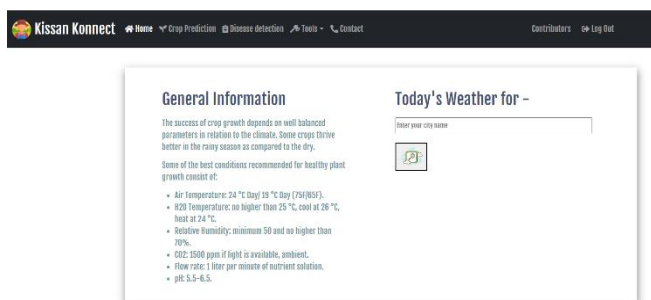 Kissan Konnect Home Crop Prediction Disease detection Tools Contact Contributors Log Out
General Information
The success of crop growth depends on well balanced
parameters in relation to the climate. Some crops thrive
better in the rainy season as compared to the dry.
Some of the best conditions recommended for healthy plant
growth consist of:
• Air Temperature: 24 °C Day/ 19 °C Day (75F/65F).
• H20 Temperature: no higher than 25 °C, cool at 26 °C,
heat at 24 °C.
• Relative Humidity: minimum 50 and no higher than
70%.
• CO2: 1500 ppm if light is available, ambient.
• Flow rate: 1 liter per minute of nutrient solution.
• pH: 5.5–6.5.
Today's Weather for -
Enter your city name